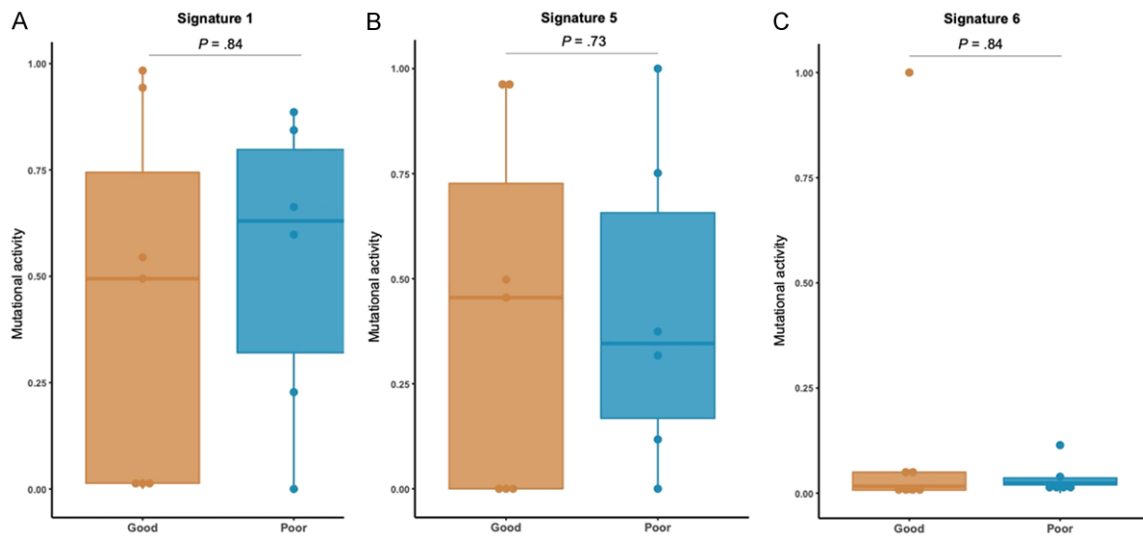 A
Signature 1
P = .84
1.00
0.75
0.50
0.25
0.00
Mutational activity
Good
Poor
B
Signature 5
P = .73
1.00
0.75
0.50
0.25
0.00
Mutational activity
Good
Poor
C
Signature 6
P = .84
1.00
0.75
0.50
0.25
0.00
Mutational activity
Good
Poor